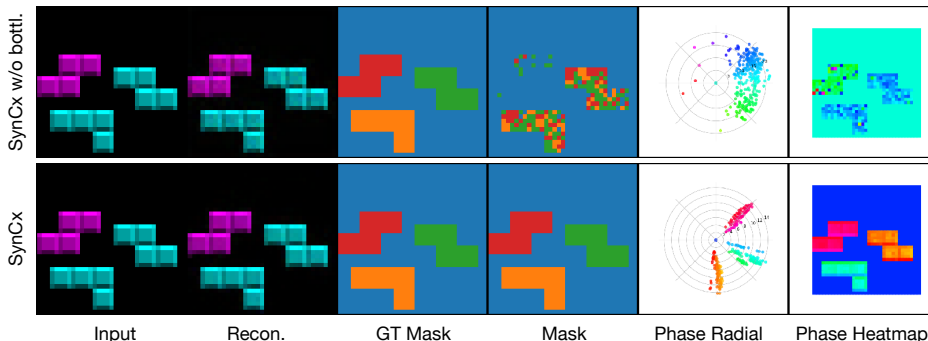 SynCx w/o bottl.
SynCx
Input
Recon.
GT Mask
Mask
Phase Radial
Phase Heatmap